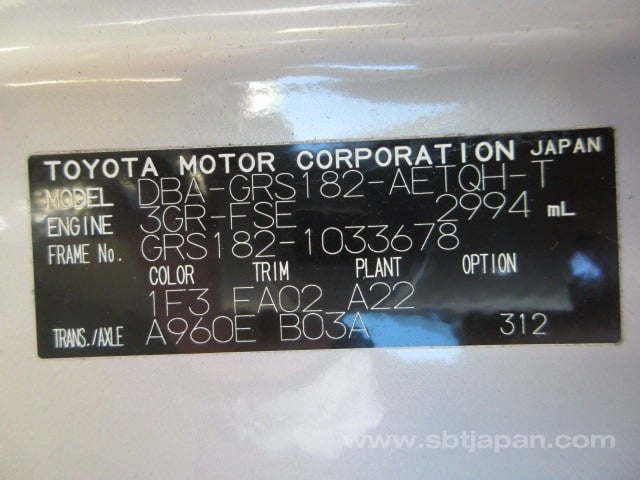 TOYOTA MOTOR CORPORATION JAPAN
MODEL DBA-GRS182-AETQH-T
ENGINE 3GR-FSE 2994 mL
FRAME No. GRS182-1033678
COLOR TRIM PLANT OPTION
1F3 FA02 A22
TRANS./AXLE A960E B03A 312
www.sbtjapan.com